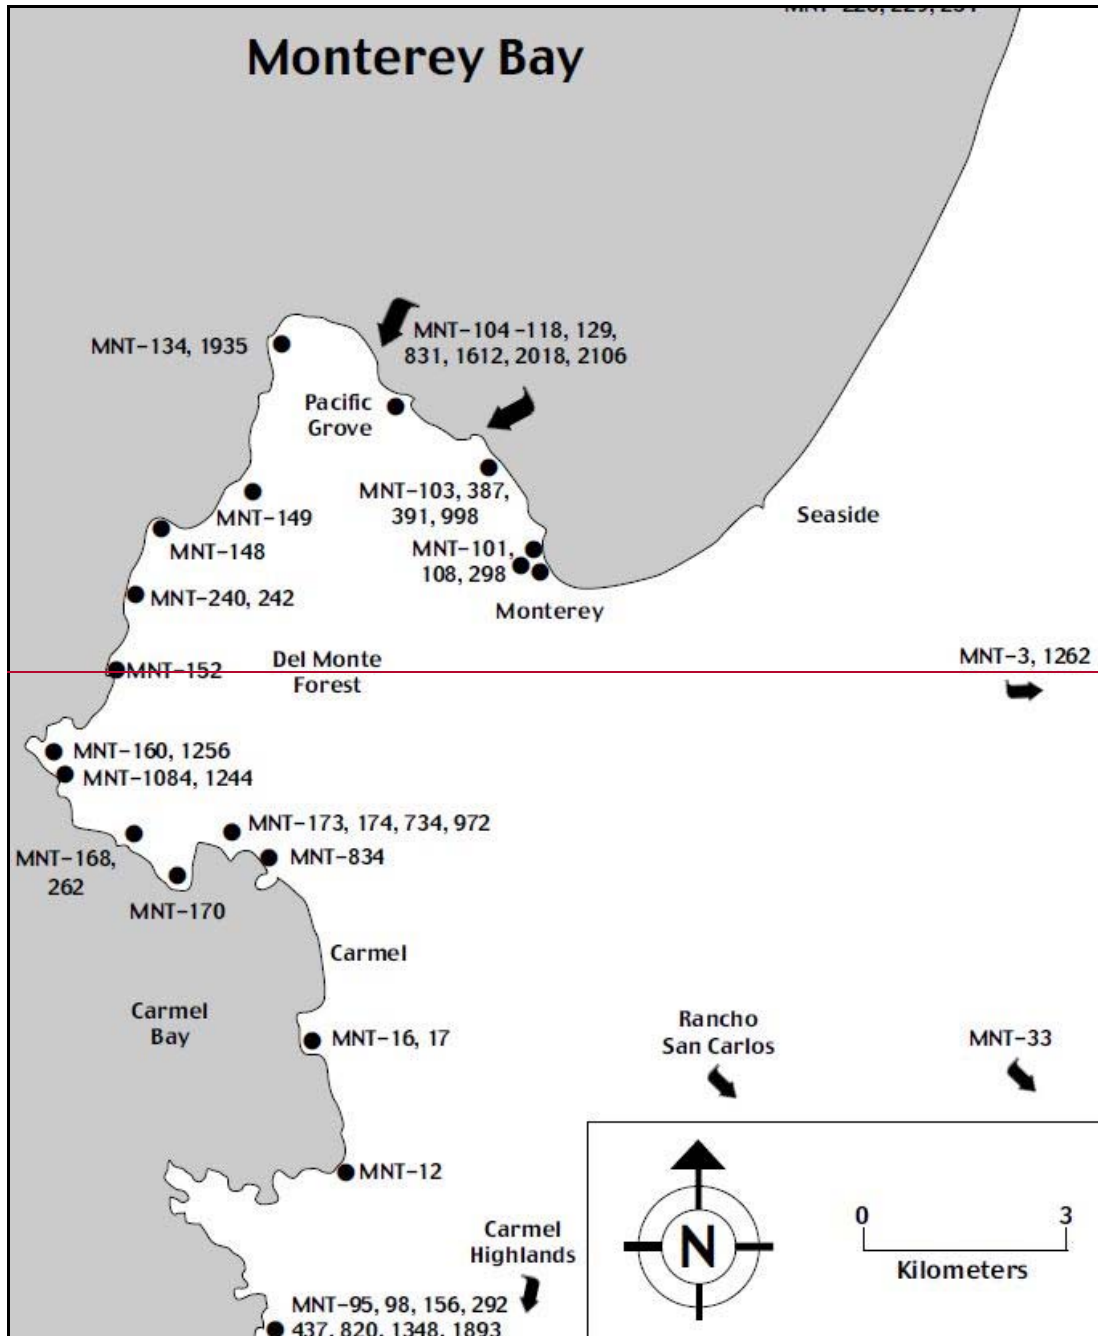 Monterey Bay
MNT-134, 1935
MNT-104 -118, 129,
831, 1612, 2018, 2106
Pacific
Grove
MNT-103, 387,
391, 998
MNT-149
MNT-148
MNT-101,
108, 298
Seaside
MNT-240, 242
Monterey
MNT-152
Del Monte
Forest
MNT-3, 1262
MNT-160, 1256
MNT-1084, 1244
MNT-173, 174, 734, 972
MNT-834
MNT-168,
262
MNT-170
Carmel
Carmel
Bay
MNT-16, 17
Rancho
San Carlos
MNT-33
MNT-12
Carmel
Highlands
MNT-95, 98, 156, 292
437, 820, 1348, 1893
N
0 3
Kilometers